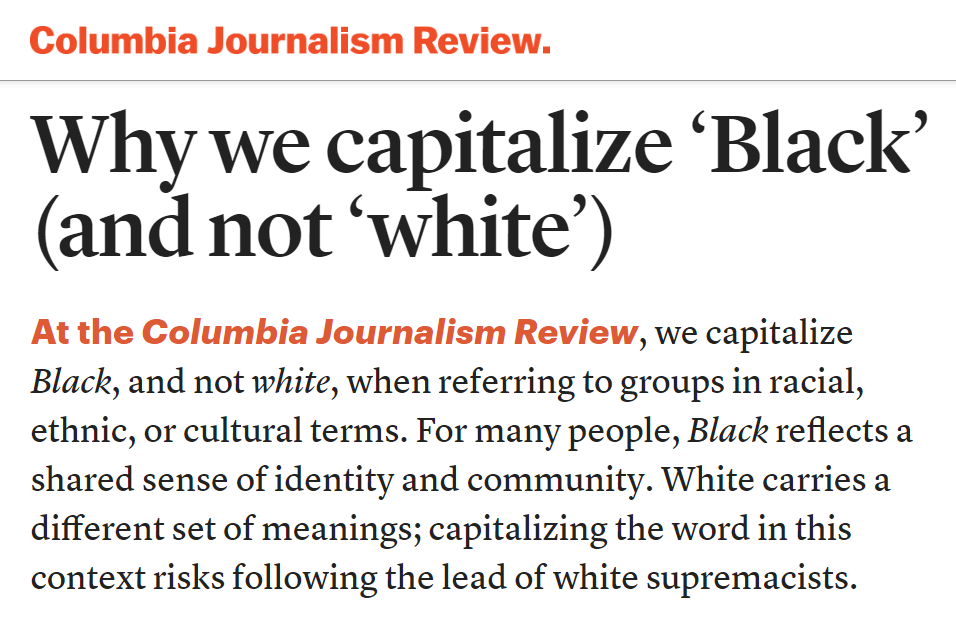 Columbia Journalism Review.
Why we capitalize ‘Black’
(and not ‘white’)
At the Columbia Journalism Review, we capitalize
Black, and not white, when referring to groups in racial,
ethnic, or cultural terms. For many people, Black reflects a
shared sense of identity and community. White carries a
different set of meanings; capitalizing the word in this
context risks following the lead of white supremacists.